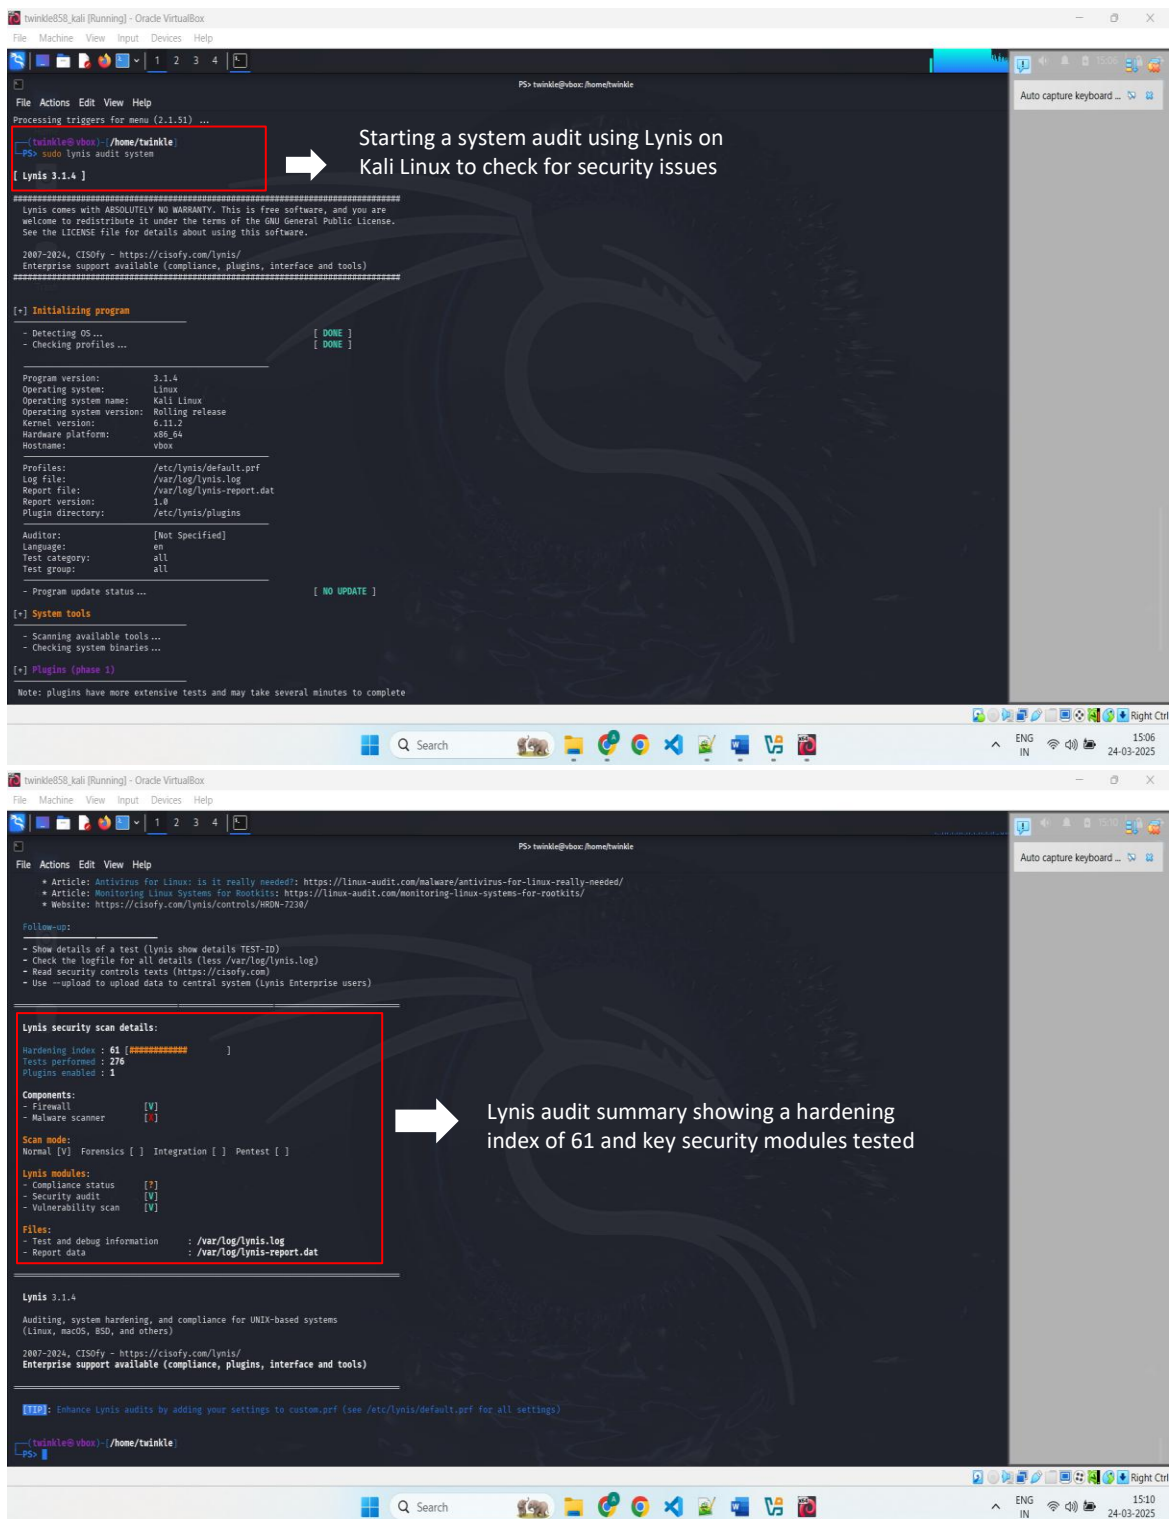 twinkle858_kali [Running] - Oracle VirtualBox
File Machine View Input Devices Help
1 2 3 4
15:06
PS> twinkle@vbox: /home/twinkle
Auto capture keyboard ...
File Actions Edit View Help
Processing triggers for menu (2.1.51) ...
(twinkle㉿vbox)-[/home/twinkle]
PS> sudo lynis audit system
[ Lynis 3.1.4 ]
Starting a system audit using Lynis on
Kali Linux to check for security issues
################################################################################
Lynis comes with ABSOLUTELY NO WARRANTY. This is free software, and you are
welcome to redistribute it under the terms of the GNU General Public License.
See the LICENSE file for details about using this software.
2007-2024, CISOfy - https://cisofy.com/lynis/
Enterprise support available (compliance, plugins, interface and tools)
################################################################################
[+] Initializing program
- Detecting OS... [ DONE ]
- Checking profiles... [ DONE ]
Program version: 3.1.4
Operating system: Linux
Operating system name: Kali Linux
Operating system version: Rolling release
Kernel version: 6.11.2
Hardware platform: x86_64
Hostname: vbox
Profiles: /etc/lynis/default.prf
Log file: /var/log/lynis.log
Report file: /var/log/lynis-report.dat
Report version: 1.0
Plugin directory: /etc/lynis/plugins
Auditor: [Not Specified]
Language: en
Test category: all
Test group: all
- Program update status... [ NO UPDATE ]
[+] System tools
- Scanning available tools...
- Checking system binaries...
[+] Plugins (phase 1)
Note: plugins have more extensive tests and may take several minutes to complete
Right Ctrl
Search
ENG
IN
15:06
24-03-2025
twinkle858_kali [Running] - Oracle VirtualBox
File Machine View Input Devices Help
1 2 3 4
15:10
PS> twinkle@vbox: /home/twinkle
Auto capture keyboard ...
File Actions Edit View Help
* Article: Antivirus for Linux: is it really needed?: https://linux-audit.com/malware/antivirus-for-linux-really-needed/
* Article: Monitoring Linux Systems for Rootkits: https://linux-audit.com/monitoring-linux-systems-for-rootkits/
* Website: https://cisofy.com/lynis/controls/HRDN-7230/
Follow-up:
- Show details of a test (lynis show details TEST-ID)
- Check the logfile for all details (less /var/log/lynis.log)
- Read security controls texts (https://cisofy.com)
- Use --upload to upload data to central system (Lynis Enterprise users)
Lynis security scan details:
Hardening index : 61 [############ ]
Tests performed : 276
Plugins enabled : 1
Components:
- Firewall [V]
- Malware scanner [X]
Scan mode:
Normal [V] Forensics [ ] Integration [ ] Pentest [ ]
Lynis modules:
- Compliance status [?]
- Security audit [V]
- Vulnerability scan [V]
Files:
- Test and debug information : /var/log/lynis.log
- Report data : /var/log/lynis-report.dat
Lynis audit summary showing a hardening
index of 61 and key security modules tested
Lynis 3.1.4
Auditing, system hardening, and compliance for UNIX-based systems
(Linux, macOS, BSD, and others)
2007-2024, CISOfy - https://cisofy.com/lynis/
Enterprise support available (compliance, plugins, interface and tools)
[TIP]: Enhance Lynis audits by adding your settings to custom.prf (see /etc/lynis/default.prf for all settings)
(twinkle㉿vbox)-[/home/twinkle]
PS>
Right Ctrl
Search
ENG
IN
15:10
24-03-2025